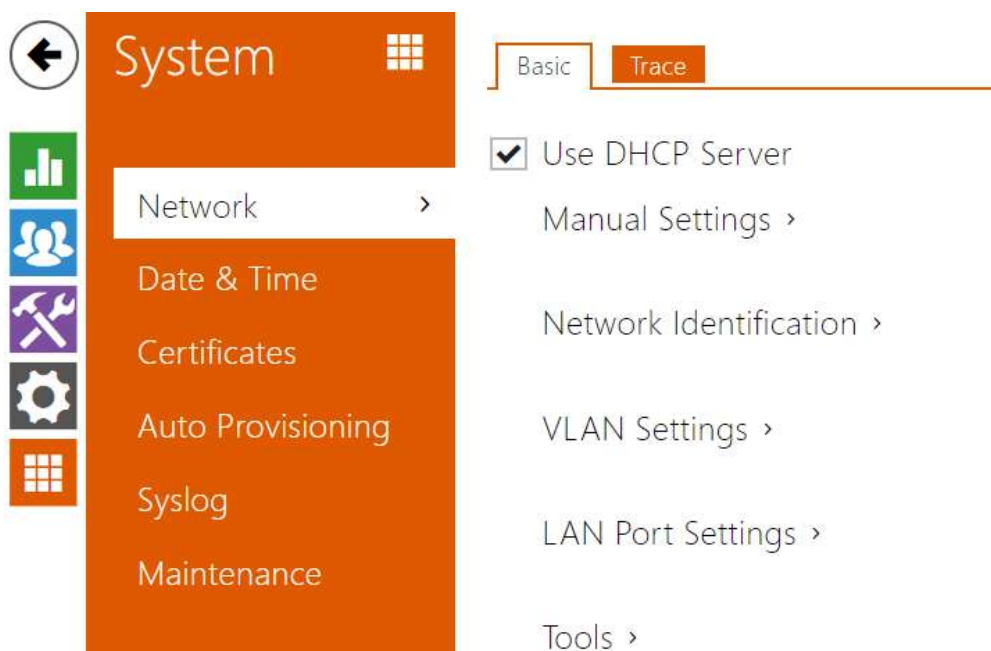 System
Network
Date & Time
Certificates
Auto Provisioning
Syslog
Maintenance
Basic
Trace
Use DHCP Server
Manual Settings
Network Identification
VLAN Settings
LAN Port Settings
Tools